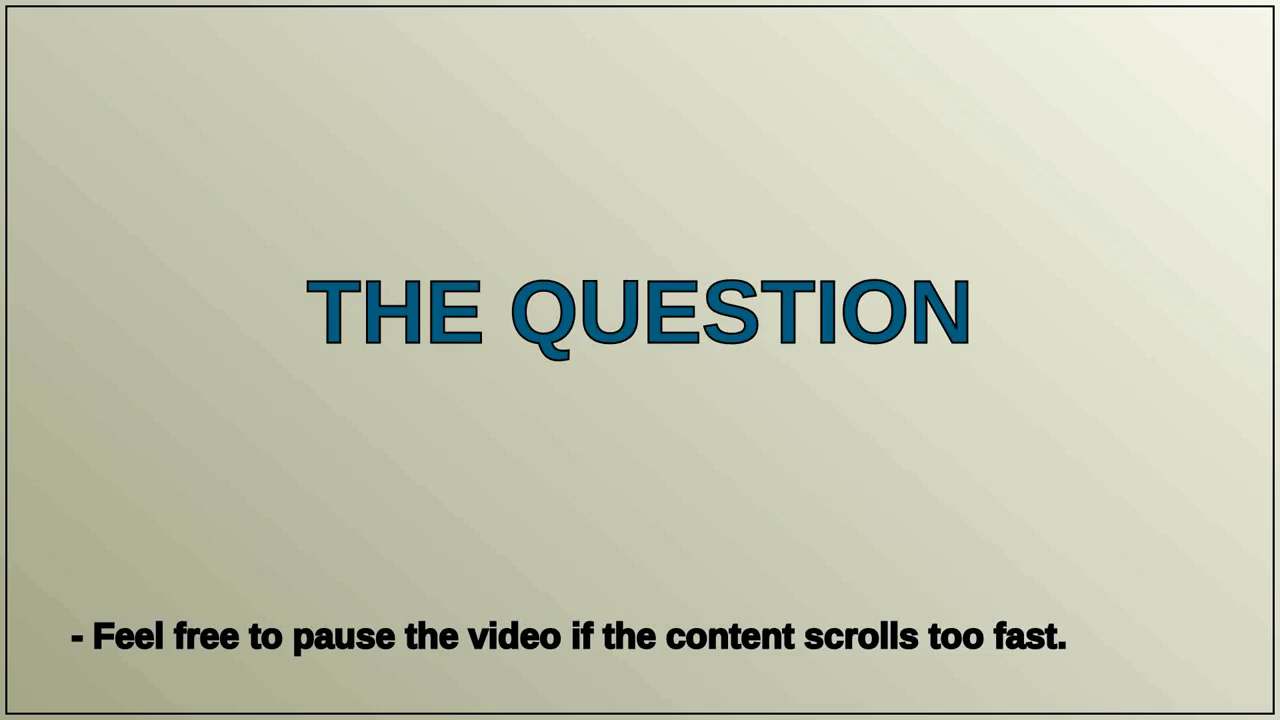 THE QUESTION
- Feel free to pause the video if the content scrolls too fast.